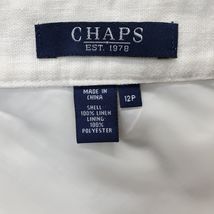 CHAPS
EST. 1978
MADE IN
CHINA
SHELL:
100% LINEN
LINING:
100%
POLYESTER
12P